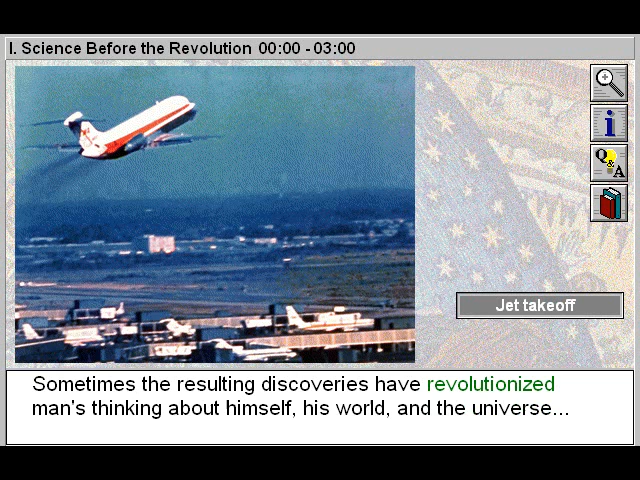 I. Science Before the Revolution 00:00 - 03:00
i
Q&A
Jet takeoff
Sometimes the resulting discoveries have revolutionized
man's thinking about himself, his world, and the universe...